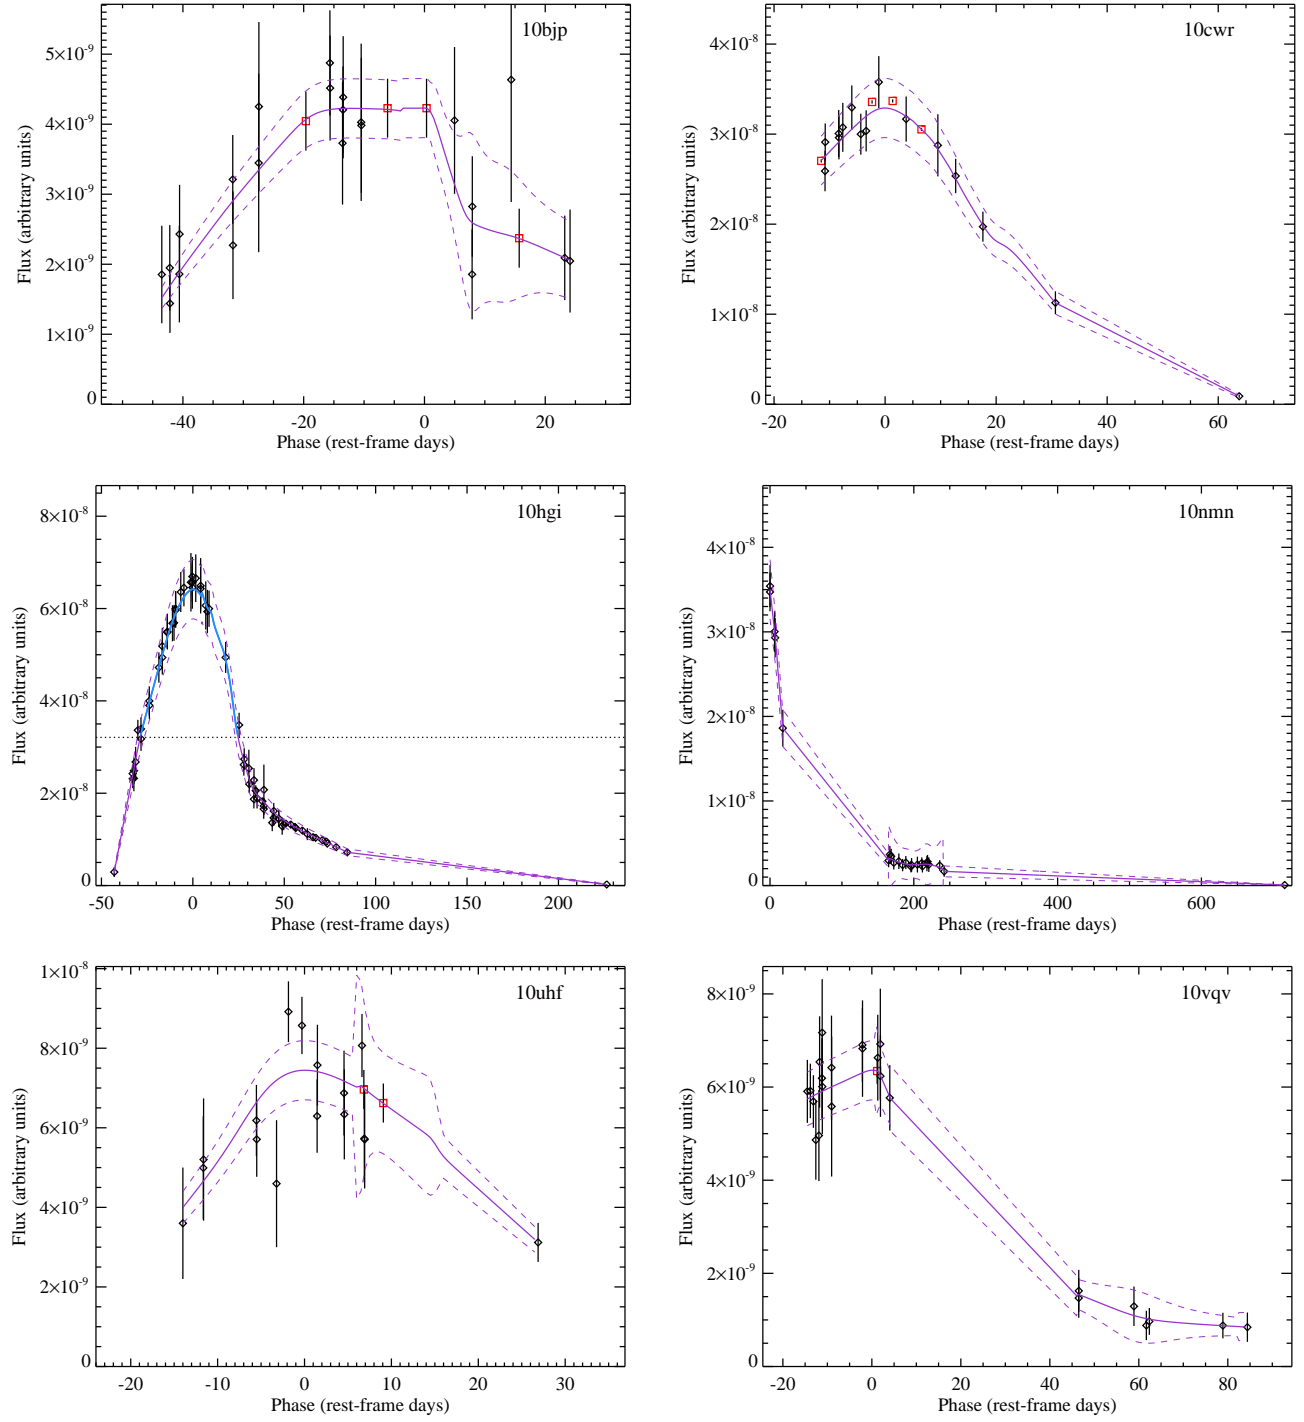 10bjp
Flux (arbitrary units)
5×10⁻⁹
4×10⁻⁹
3×10⁻⁹
2×10⁻⁹
1×10⁻⁹
0
-40 -20 0 20
Phase (rest-frame days)
10cwr
Flux (arbitrary units)
4×10⁻⁸
3×10⁻⁸
2×10⁻⁸
1×10⁻⁸
0
-20 0 20 40 60
Phase (rest-frame days)
10hgi
Flux (arbitrary units)
8×10⁻⁸
6×10⁻⁸
4×10⁻⁸
2×10⁻⁸
0
-50 0 50 100 150 200
Phase (rest-frame days)
10nmn
Flux (arbitrary units)
4×10⁻⁸
3×10⁻⁸
2×10⁻⁸
1×10⁻⁸
0
0 200 400 600
Phase (rest-frame days)
10uhf
Flux (arbitrary units)
1×10⁻⁸
8×10⁻⁹
6×10⁻⁹
4×10⁻⁹
2×10⁻⁹
0
-20 -10 0 10 20 30
Phase (rest-frame days)
10vqv
Flux (arbitrary units)
8×10⁻⁹
6×10⁻⁹
4×10⁻⁹
2×10⁻⁹
0
-20 0 20 40 60 80
Phase (rest-frame days)